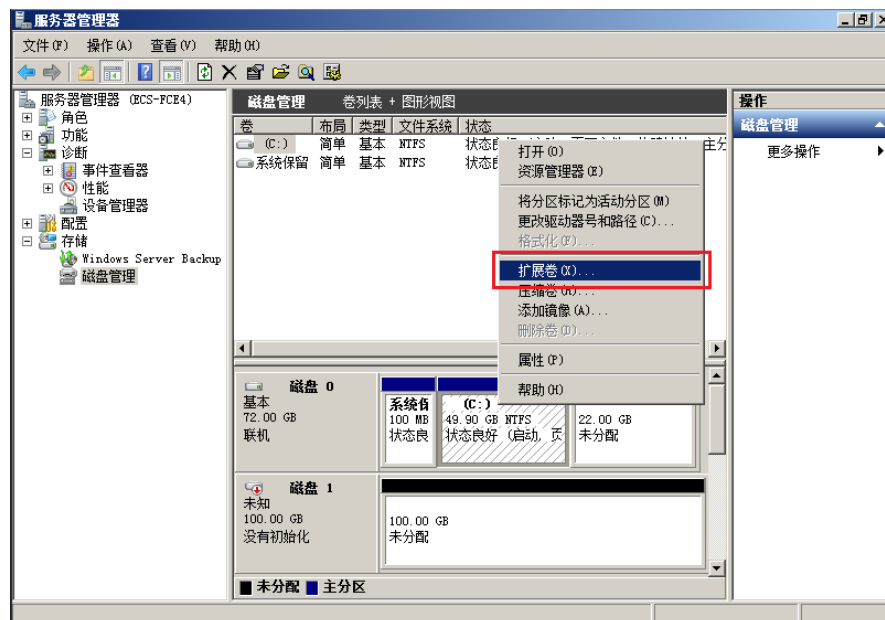 服务器管理器
文件(F) 操作(A) 查看(V) 帮助(H)
服务器管理器 (ECS-FCE4)
角色
功能
诊断
事件查看器
性能
设备管理器
配置
存储
Windows Server Backup
磁盘管理
磁盘管理 卷列表 + 图形视图
卷 布局 类型 文件系统 状态
(C:) 简单 基本 NTFS 状态良
主分
系统保留 简单 基本 NTFS 状态良
打开(O)
资源管理器(E)
将分区标记为活动分区(M)
更改驱动器号和路径(C)...
格式化(F)...
扩展卷(X)...
压缩卷(H)...
添加镜像(A)...
删除卷(D)...
属性(P)
帮助(H)
磁盘 0
基本
72.00 GB
联机
系统保
100 MB
状态良
(C:)
49.90 GB NTFS
状态良好 (启动, 页
22.00 GB
未分配
磁盘 1
未知
100.00 GB
没有初始化
100.00 GB
未分配
未分配 主分区
操作
磁盘管理
更多操作